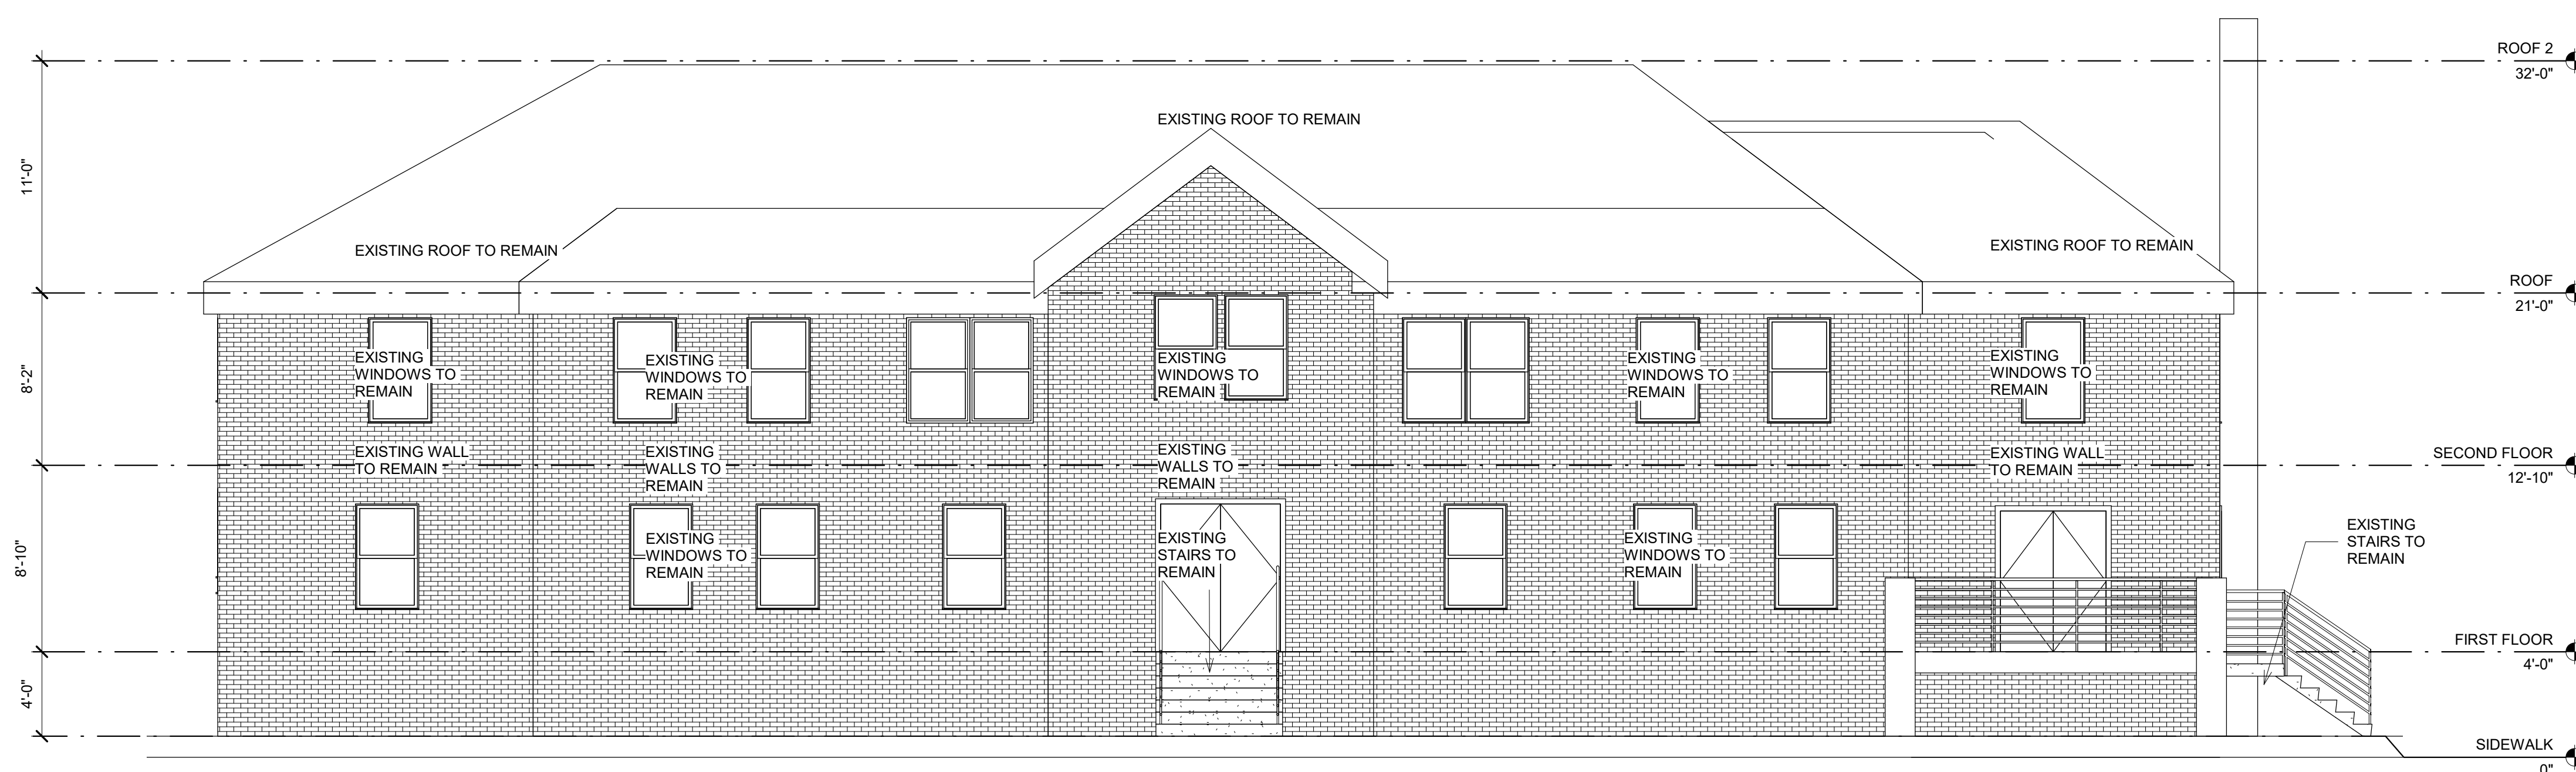 ROOF 2
32'-0"
EXISTING ROOF TO REMAIN
11'-0"
EXISTING ROOF TO REMAIN
EXISTING ROOF TO REMAIN
ROOF
21'-0"
EXISTING
WINDOWS TO
REMAIN
EXISTING
WINDOWS TO
REMAIN
EXISTING
WINDOWS TO
REMAIN
EXISTING
WINDOWS TO
REMAIN
EXISTING
WINDOWS TO
REMAIN
8'-2"
EXISTING WALL
TO REMAIN
EXISTING
WALLS TO
REMAIN
EXISTING
WALLS TO
REMAIN
EXISTING WALL
TO REMAIN
SECOND FLOOR
12'-10"
8'-10"
EXISTING
WINDOWS TO
REMAIN
EXISTING
STAIRS TO
REMAIN
EXISTING
WINDOWS TO
REMAIN
EXISTING
STAIRS TO
REMAIN
FIRST FLOOR
4'-0"
4'-0"
SIDEWALK
0"